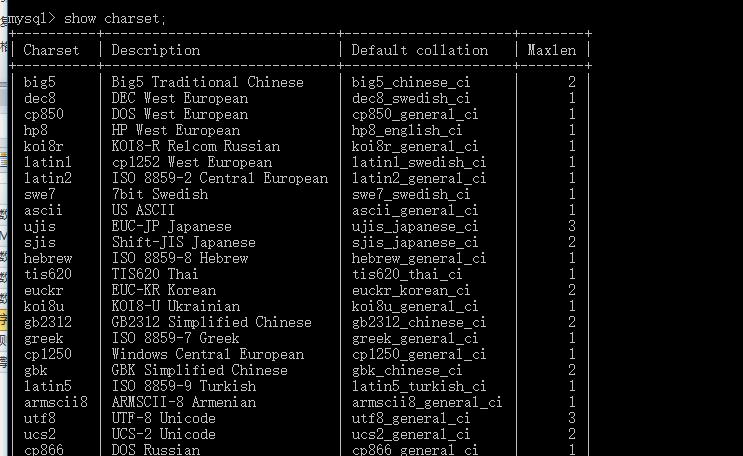 mysql> show charset;
Charset | Description | Default collation | Maxlen
big5 | Big5 Traditional Chinese | big5_chinese_ci | 2
dec8 | DEC West European | dec8_swedish_ci | 1
cp850 | DOS West European | cp850_general_ci | 1
hp8 | HP West European | hp8_english_ci | 1
koi8r | KOI8-R Relcom Russian | koi8r_general_ci | 1
latin1 | cp1252 West European | latin1_swedish_ci | 1
latin2 | ISO 8859-2 Central European | latin2_general_ci | 1
swe7 | 7bit Swedish | swe7_swedish_ci | 1
ascii | US ASCII | ascii_general_ci | 1
ujis | EUC-JP Japanese | ujis_japanese_ci | 3
sjis | Shift-JIS Japanese | sjis_japanese_ci | 2
hebrew | ISO 8859-8 Hebrew | hebrew_general_ci | 1
tis620 | TIS620 Thai | tis620_thai_ci | 1
euckr | EUC-KR Korean | euckr_korean_ci | 2
koi8u | KOI8-U Ukrainian | koi8u_general_ci | 1
gb2312 | GB2312 Simplified Chinese | gb2312_chinese_ci | 2
greek | ISO 8859-7 Greek | greek_general_ci | 1
cp1250 | Windows Central European | cp1250_general_ci | 1
gbk | GBK Simplified Chinese | gbk_chinese_ci | 2
latin5 | ISO 8859-9 Turkish | latin5_turkish_ci | 1
armscii8 | ARMSCII-8 Armenian | armscii8_general_ci | 1
utf8 | UTF-8 Unicode | utf8_general_ci | 3
ucs2 | UCS-2 Unicode | ucs2_general_ci | 2
cp866 | DOS Russian | cp866_general_ci | 1